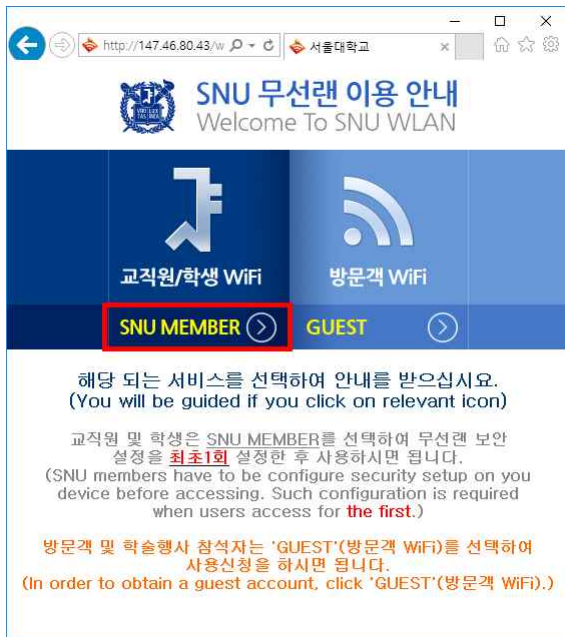 http://147.46.80.43/w
서울대학교
SNU 무선랜 이용 안내
Welcome To SNU WLAN
교직원/학생 WiFi
방문객 WiFi
SNU MEMBER
GUEST
해당 되는 서비스를 선택하여 안내를 받으십시요.
(You will be guided if you click on relevant icon)
교직원 및 학생은 SNU MEMBER를 선택하여 무선랜 보안
설정을 최초1회 설정한 후 사용하시면 됩니다.
(SNU members have to be configure security setup on you
device before accessing. Such configuration is required
when users access for the first.)
방문객 및 학술행사 참석자는 'GUEST'(방문객 WiFi)를 선택하여
사용신청을 하시면 됩니다.
(In order to obtain a guest account, click 'GUEST'(방문객 WiFi).)